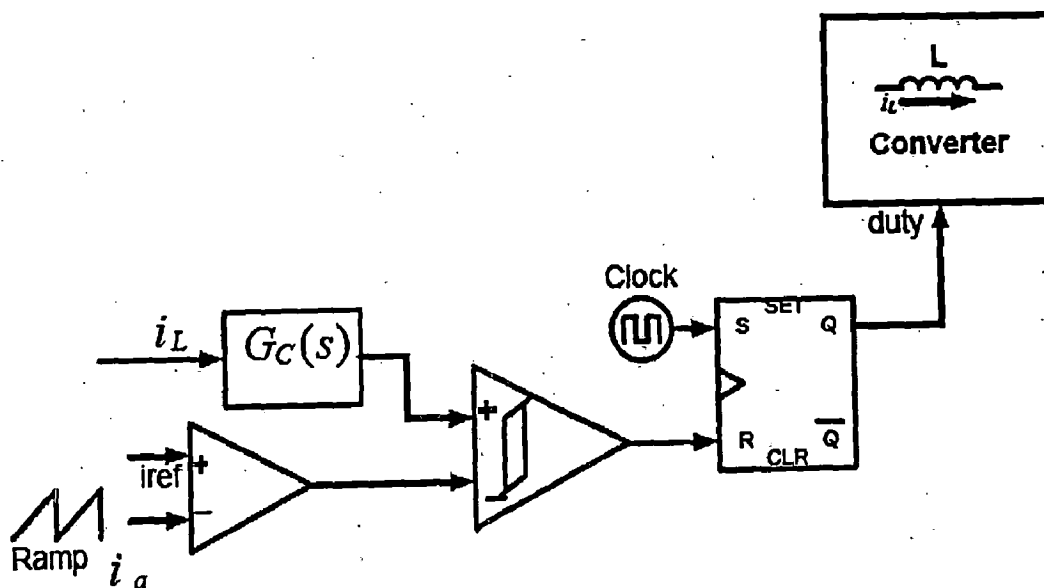 L
iL
Converter
duty
Clock
SET
S
Q
iL
GC(s)
+
R
Q
CLR
+
iref
−
Ramp
ia